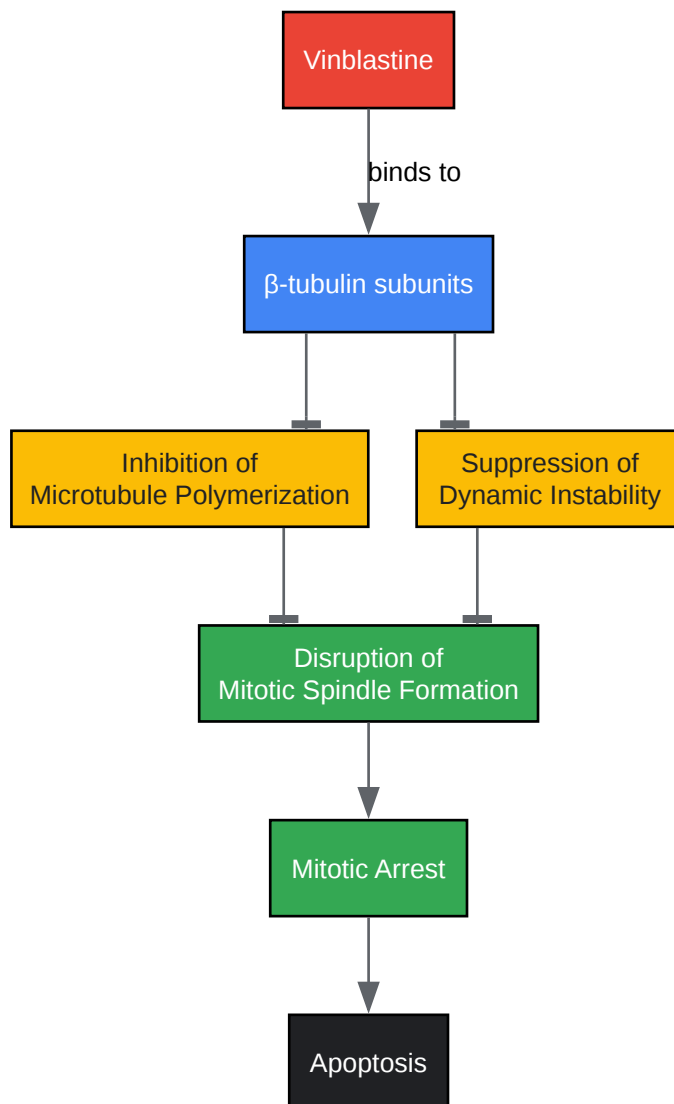 Vinblastine
binds to
β-tubulin subunits
Inhibition of
Microtubule Polymerization
Suppression of
Dynamic Instability
Disruption of
Mitotic Spindle Formation
Mitotic Arrest
Apoptosis